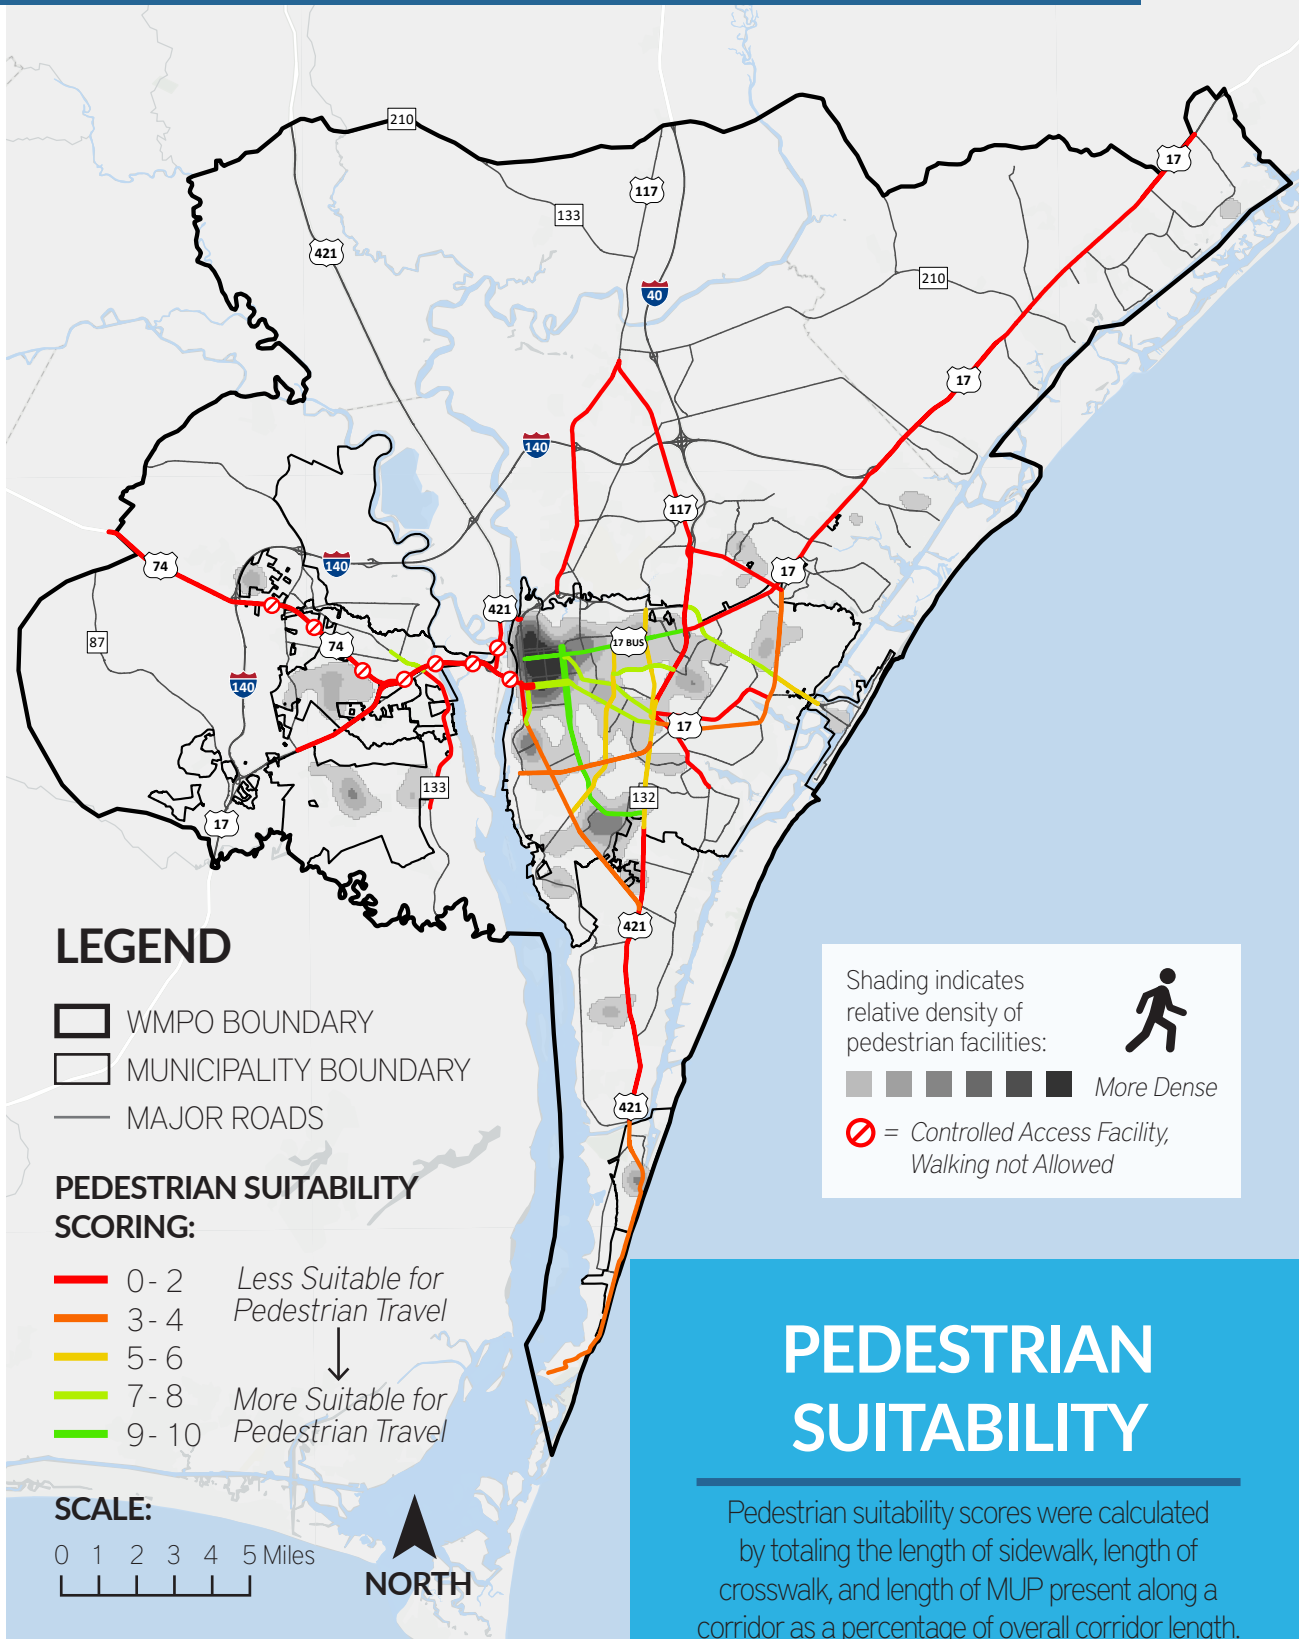 210
17
133
117
421
210
40
17
140
117
74
140
17
421
87
74
17 BUS
140
17
133
132
17
421
421
LEGEND
WMPO BOUNDARY
MUNICIPALITY BOUNDARY
MAJOR ROADS
PEDESTRIAN SUITABILITY
SCORING:
0 - 2
3 - 4
5 - 6
7 - 8
9 - 10
Less Suitable for
Pedestrian Travel
More Suitable for
Pedestrian Travel
SCALE:
0 1 2 3 4 5 Miles
NORTH
Shading indicates
relative density of
pedestrian facilities:
More Dense
= Controlled Access Facility,
Walking not Allowed
PEDESTRIAN
SUITABILITY
Pedestrian suitability scores were calculated
by totaling the length of sidewalk, length of
crosswalk, and length of MUP present along a
corridor as a percentage of overall corridor length.